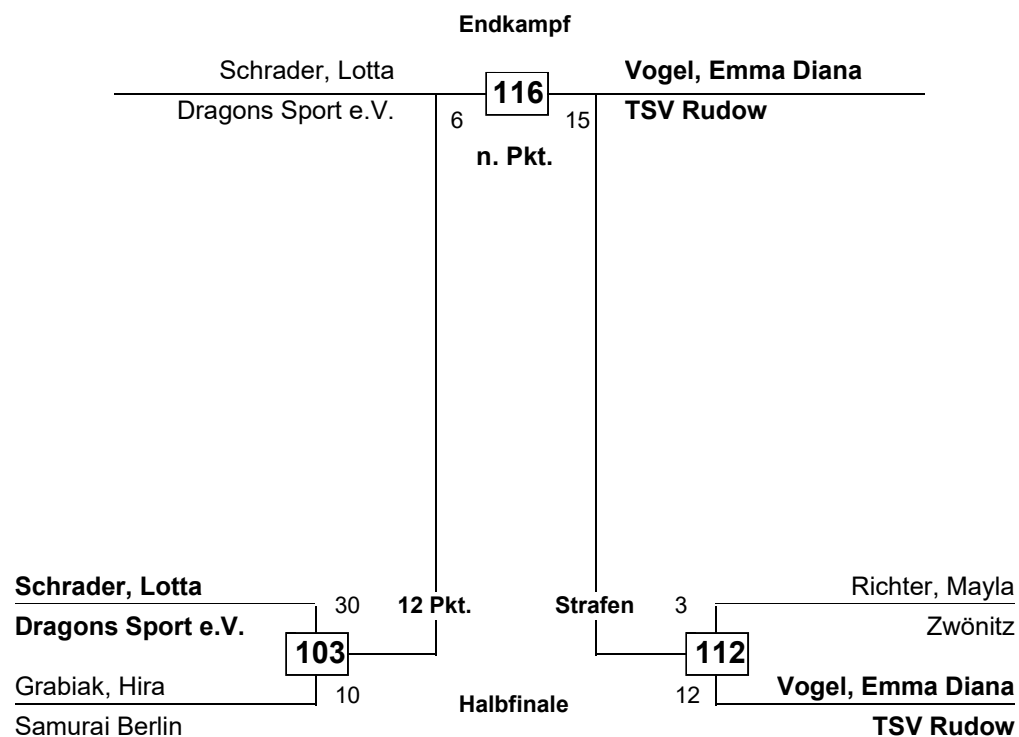 Endkampf
Schrader, Lotta
Vogel, Emma Diana
116
Dragons Sport e.V.
6
15
TSV Rudow
n. Pkt.
Schrader, Lotta
30
12 Pkt.
Strafen
3
Richter, Mayla
Dragons Sport e.V.
Zwönitz
103
112
Grabiak, Hira
10
Halbfinale
12
Vogel, Emma Diana
Samurai Berlin
TSV Rudow